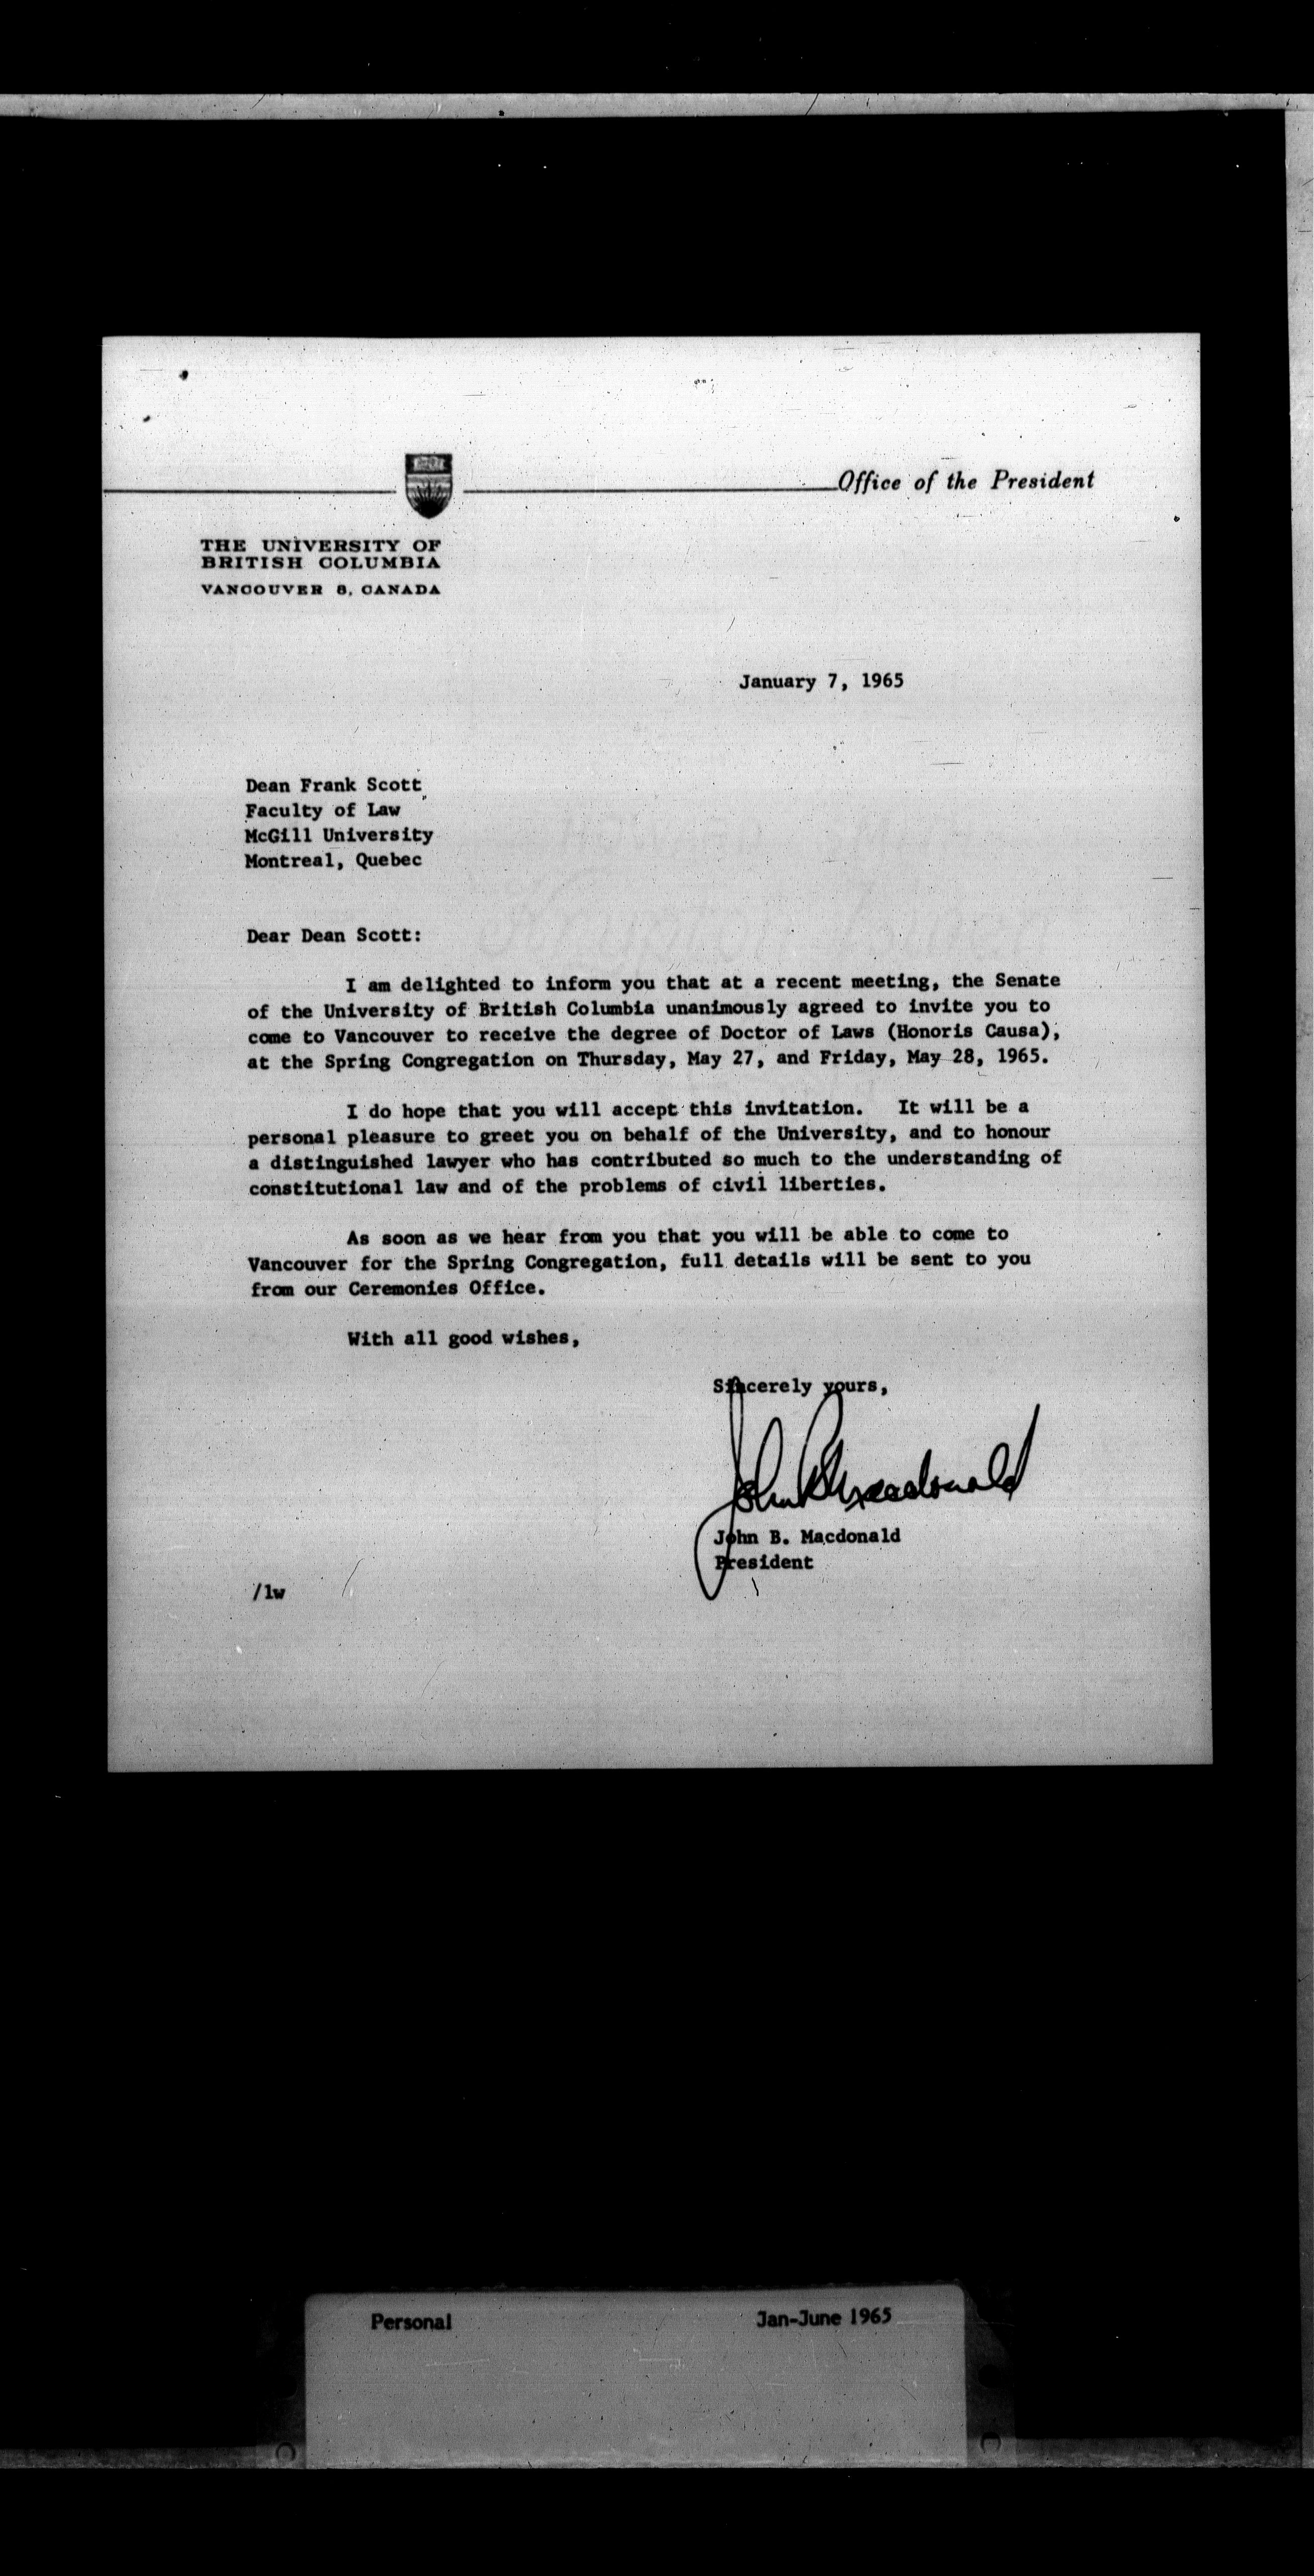 Office of the President
THE UNIVERSITY OF
BRITISH COLUMBIA
VANCOUVER 8, CANADA
January 7, 1965
Dean Frank Scott
Faculty of Law
McGill University
Montreal, Quebec
Dear Dean Scott:
I am delighted to inform you that at a recent meeting, the Senate
of the University of British Columbia unanimously agreed to invite you to
come to Vancouver to receive the degree of Doctor of Laws (Honoris Causa),
at the Spring Congregation on Thursday, May 27, and Friday, May 28, 1965.
I do hope that you will accept this invitation. It will be a
personal pleasure to greet you on behalf of the University, and to honour
a distinguished lawyer who has contributed so much to the understanding of
constitutional law and of the problems of civil liberties.
As soon as we hear from you that you will be able to come to
Vancouver for the Spring Congregation, full details will be sent to you
from our Ceremonies Office.
With all good wishes,
Sincerely yours,
John B Macdonald
John B. Macdonald
President
/lw
Personal Jan-June 1965